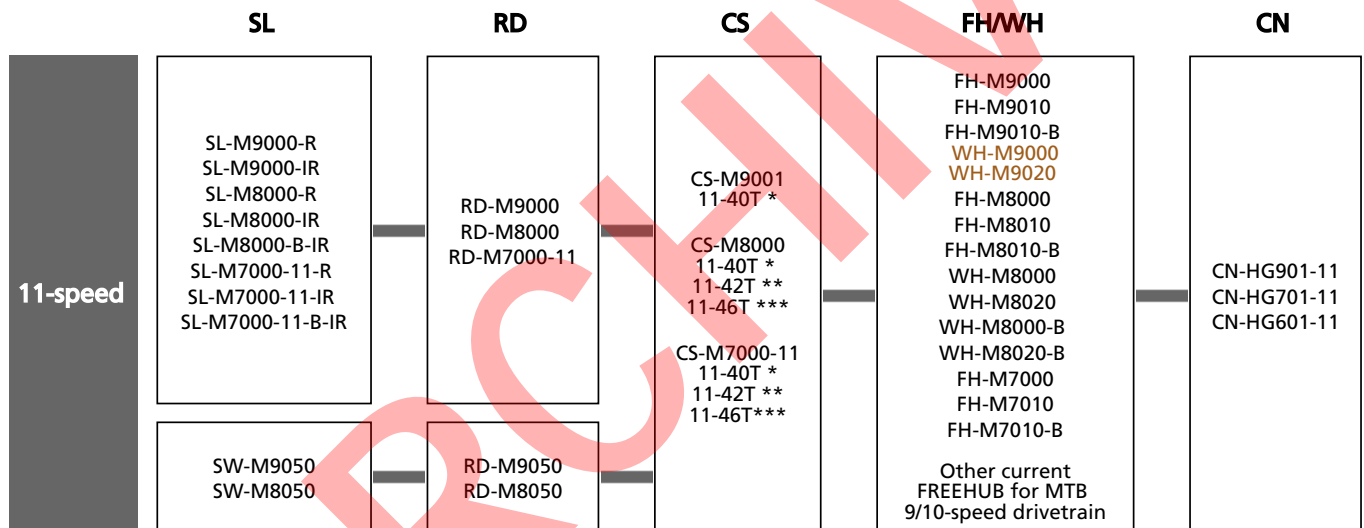 SL
RD
CS
FH/WH
CN
11-speed
SL-M9000-R
SL-M9000-IR
SL-M8000-R
SL-M8000-IR
SL-M8000-B-IR
SL-M7000-11-R
SL-M7000-11-IR
SL-M7000-11-B-IR
RD-M9000
RD-M8000
RD-M7000-11
CS-M9001
11-40T *
CS-M8000
11-40T *
11-42T **
11-46T ***
CS-M7000-11
11-40T *
11-42T **
11-46T***
FH-M9000
FH-M9010
FH-M9010-B
WH-M9000
WH-M9020
FH-M8000
FH-M8010
FH-M8010-B
WH-M8000
WH-M8020
WH-M8000-B
WH-M8020-B
FH-M7000
FH-M7010
FH-M7010-B
Other current
FREEHUB for MTB
9/10-speed drivetrain
CN-HG901-11
CN-HG701-11
CN-HG601-11
SW-M9050
SW-M8050
RD-M9050
RD-M8050
RCHIV